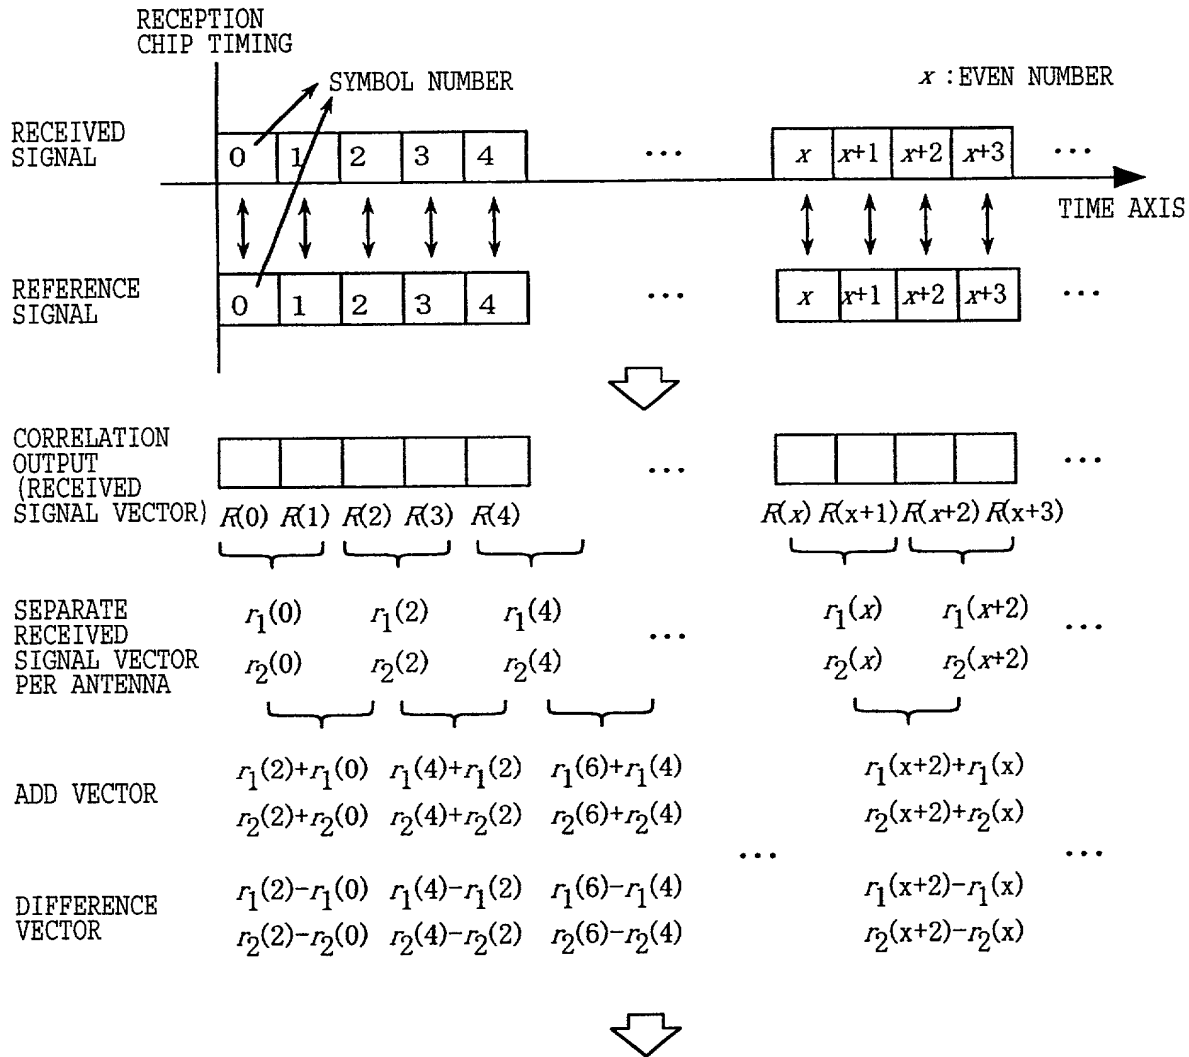 RECEPTION
CHIP TIMING
SYMBOL NUMBER
x : EVEN NUMBER
RECEIVED
SIGNAL
0 1 2 3 4 ... x x+1 x+2 x+3 ...
TIME AXIS
REFERENCE
SIGNAL
0 1 2 3 4 ... x x+1 x+2 x+3 ...
CORRELATION
OUTPUT
(RECEIVED
SIGNAL VECTOR)
... ...
R(0) R(1) R(2) R(3) R(4) R(x) R(x+1) R(x+2) R(x+3)
SEPARATE
RECEIVED
SIGNAL VECTOR
PER ANTENNA
r1(0) r1(2) r1(4) ... r1(x) r1(x+2) ...
r2(0) r2(2) r2(4) r2(x) r2(x+2)
ADD VECTOR
r1(2)+r1(0) r1(4)+r1(2) r1(6)+r1(4) r1(x+2)+r1(x)
r2(2)+r2(0) r2(4)+r2(2) r2(6)+r2(4) r2(x+2)+r2(x)
... ...
DIFFERENCE
VECTOR
r1(2)-r1(0) r1(4)-r1(2) r1(6)-r1(4) r1(x+2)-r1(x)
r2(2)-r2(0) r2(4)-r2(2) r2(6)-r2(4) r2(x+2)-r2(x)